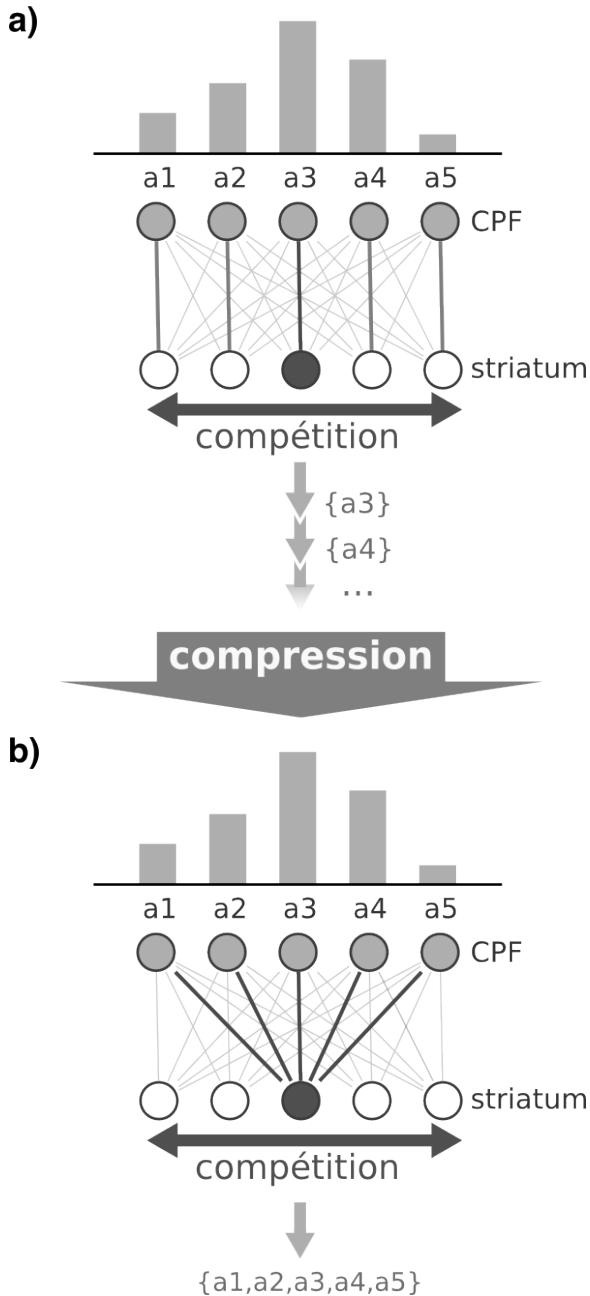 a)
a1 a2 a3 a4 a5
CPF
striatum
compétition
{a3}
{a4}
...
compression
b)
a1 a2 a3 a4 a5
CPF
striatum
compétition
{a1,a2,a3,a4,a5}